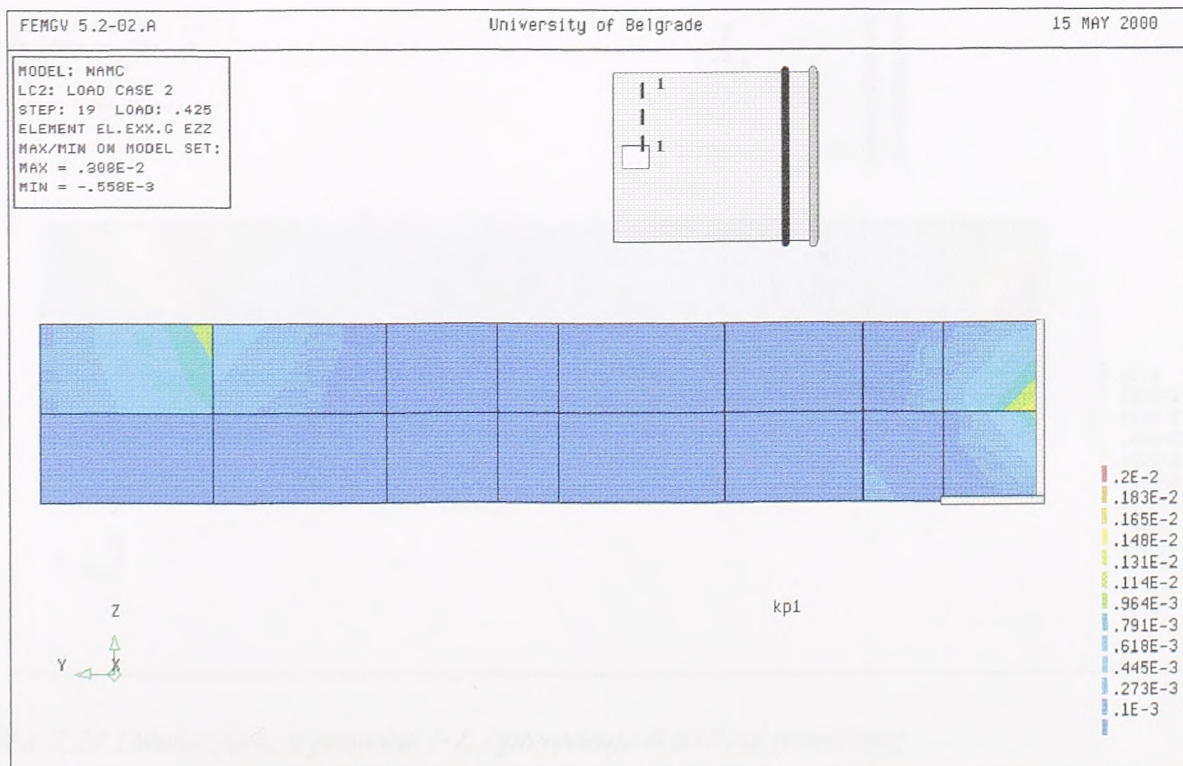 FEMGV 5.2-02.A
University of Belgrade
15 MAY 2000
MODEL: NAMC
LC2: LOAD CASE 2
STEP: 19 LOAD: .425
ELEMENT EL.EXX.G EZZ
MAX/MIN ON MODEL SET:
MAX = .308E-2
MIN = -.558E-3
1
1
.2E-2
.183E-2
.165E-2
.148E-2
.131E-2
.114E-2
.964E-3
.791E-3
.618E-3
.445E-3
.273E-3
.1E-3
kp1
Z
Y
X